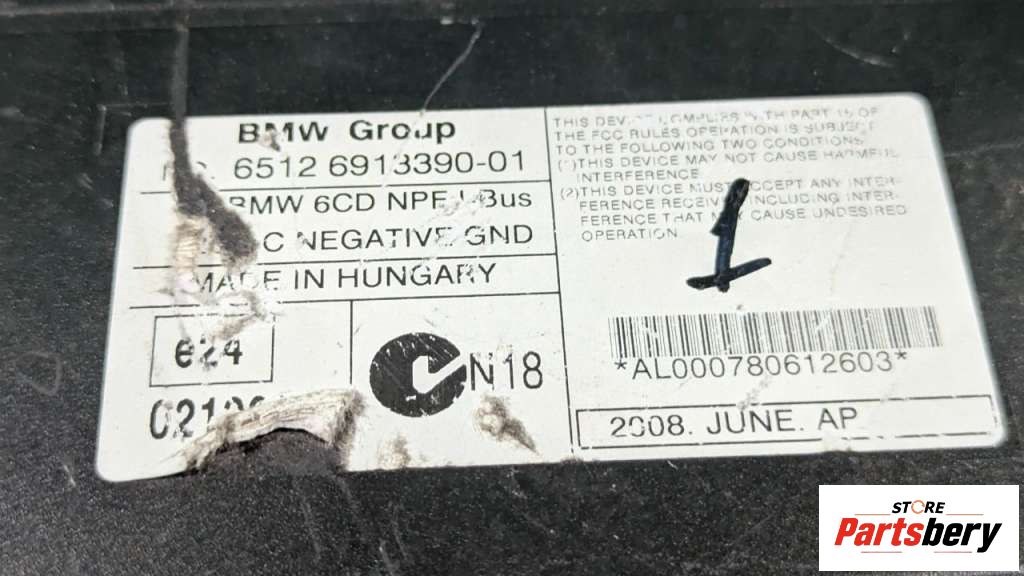 BMW Group
6512 6913390-01
BMW 6CD NPE I-Bus
NEGATIVE GND
MADE IN HUNGARY
e24
N18
THIS DEVICE COMPLIES WITH PART 15 OF
THE FCC RULES OPERATION IS SUBJECT
TO THE FOLLOWING TWO CONDITIONS
(1)THIS DEVICE MAY NOT CAUSE HARMFUL
INTERFERENCE
(2)THIS DEVICE MUST ACCEPT ANY INTER-
FERENCE RECEIVED INCLUDING INTER-
FERENCE THAT MAY CAUSE UNDESIRED
OPERATION.
1
*AL000780612603*
2008. JUNE. AP
STORE
Partsbery